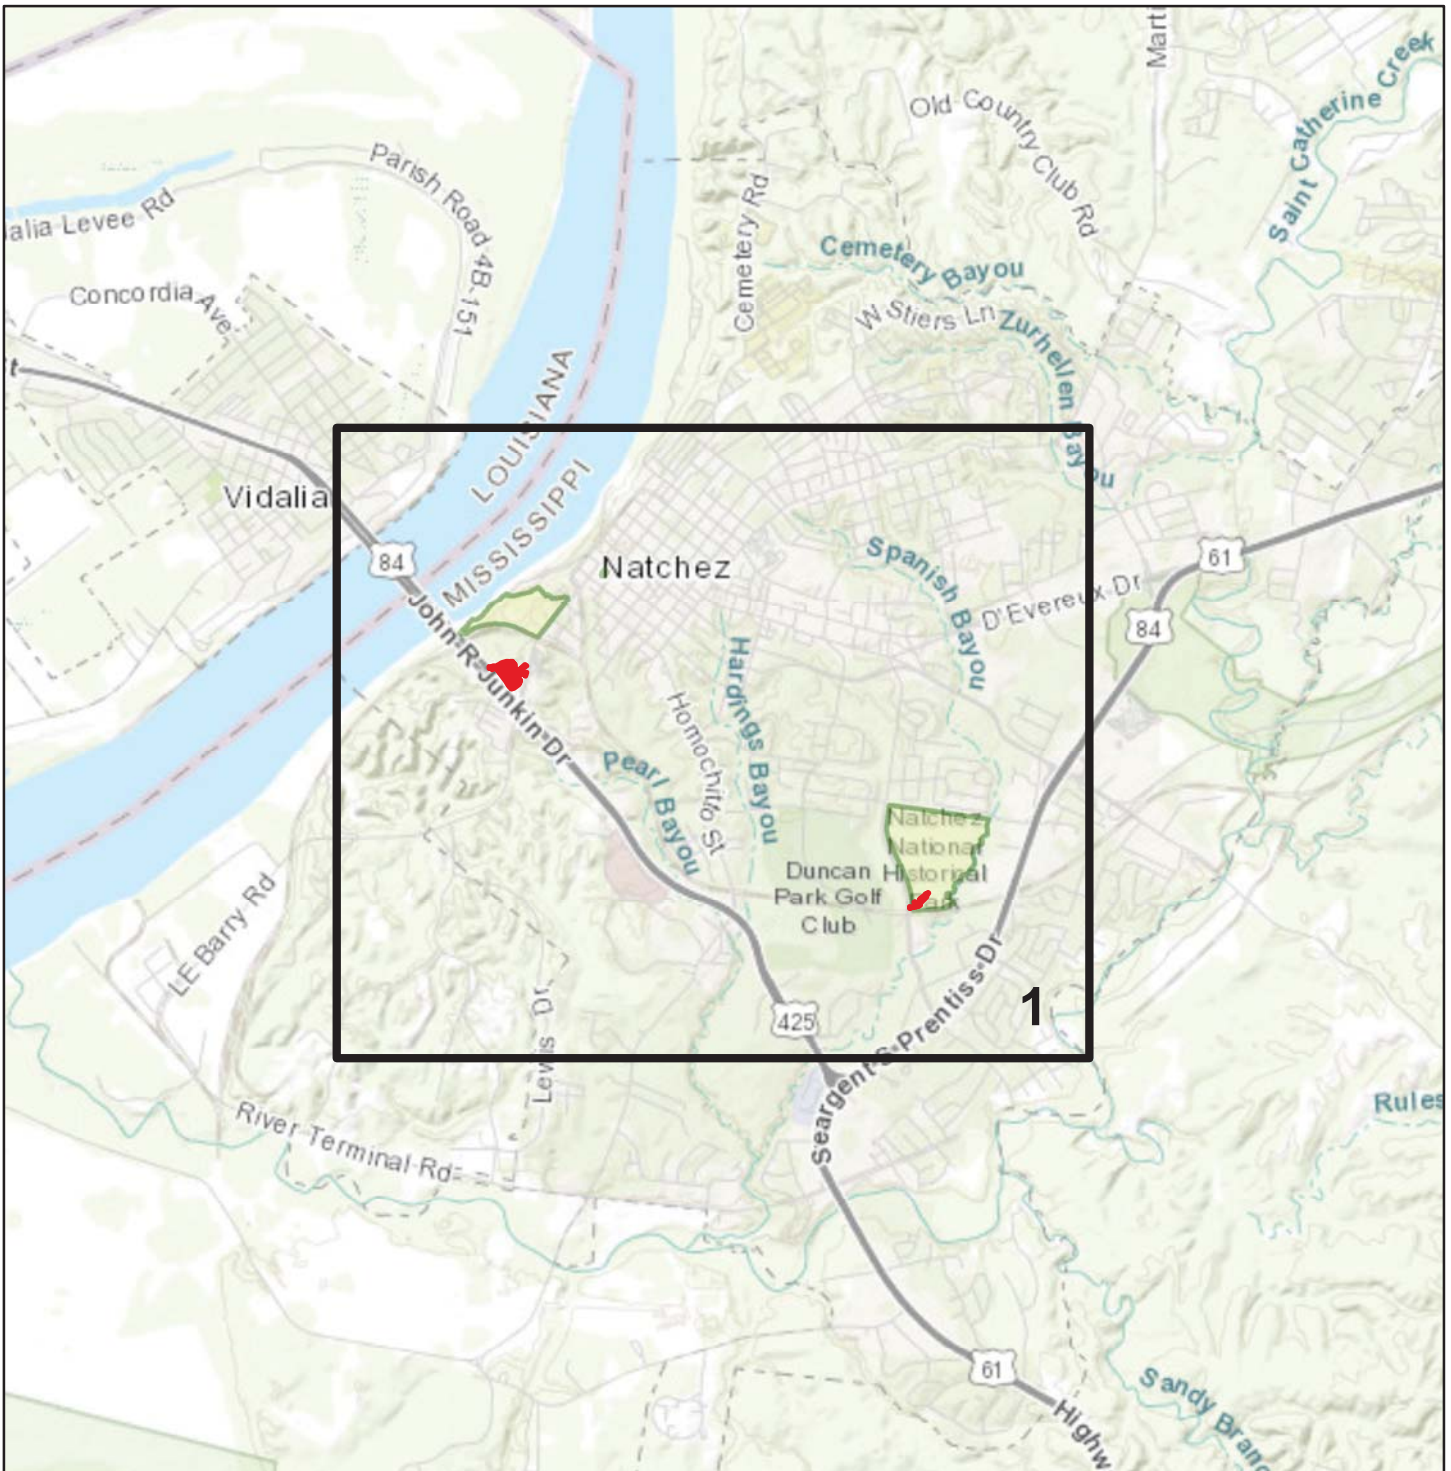 Marti
Old Country Club Rd
Saint Catherine Creek
Parish Road 4B-151
alia Levee Rd
Cemetery Rd
Cemetery Bayou
Concordia Ave
W Stiers Ln
Zurhellen Bayou
t
LOUISIANA
MISSISSIPPI
Vidalia
84
Natchez
Spanish Bayou
61
D'Evereux Dr
84
John R Junkin Dr
Hardings Bayou
Homochitto St
Pearl Bayou
Natchez
National
Historical
Park
Duncan
Park Golf
Club
LE Barry Rd
Lewis Dr
425
1
Seargent S Prentiss Dr
River Terminal Rd
Rules
61
Highw
Sandy Branc